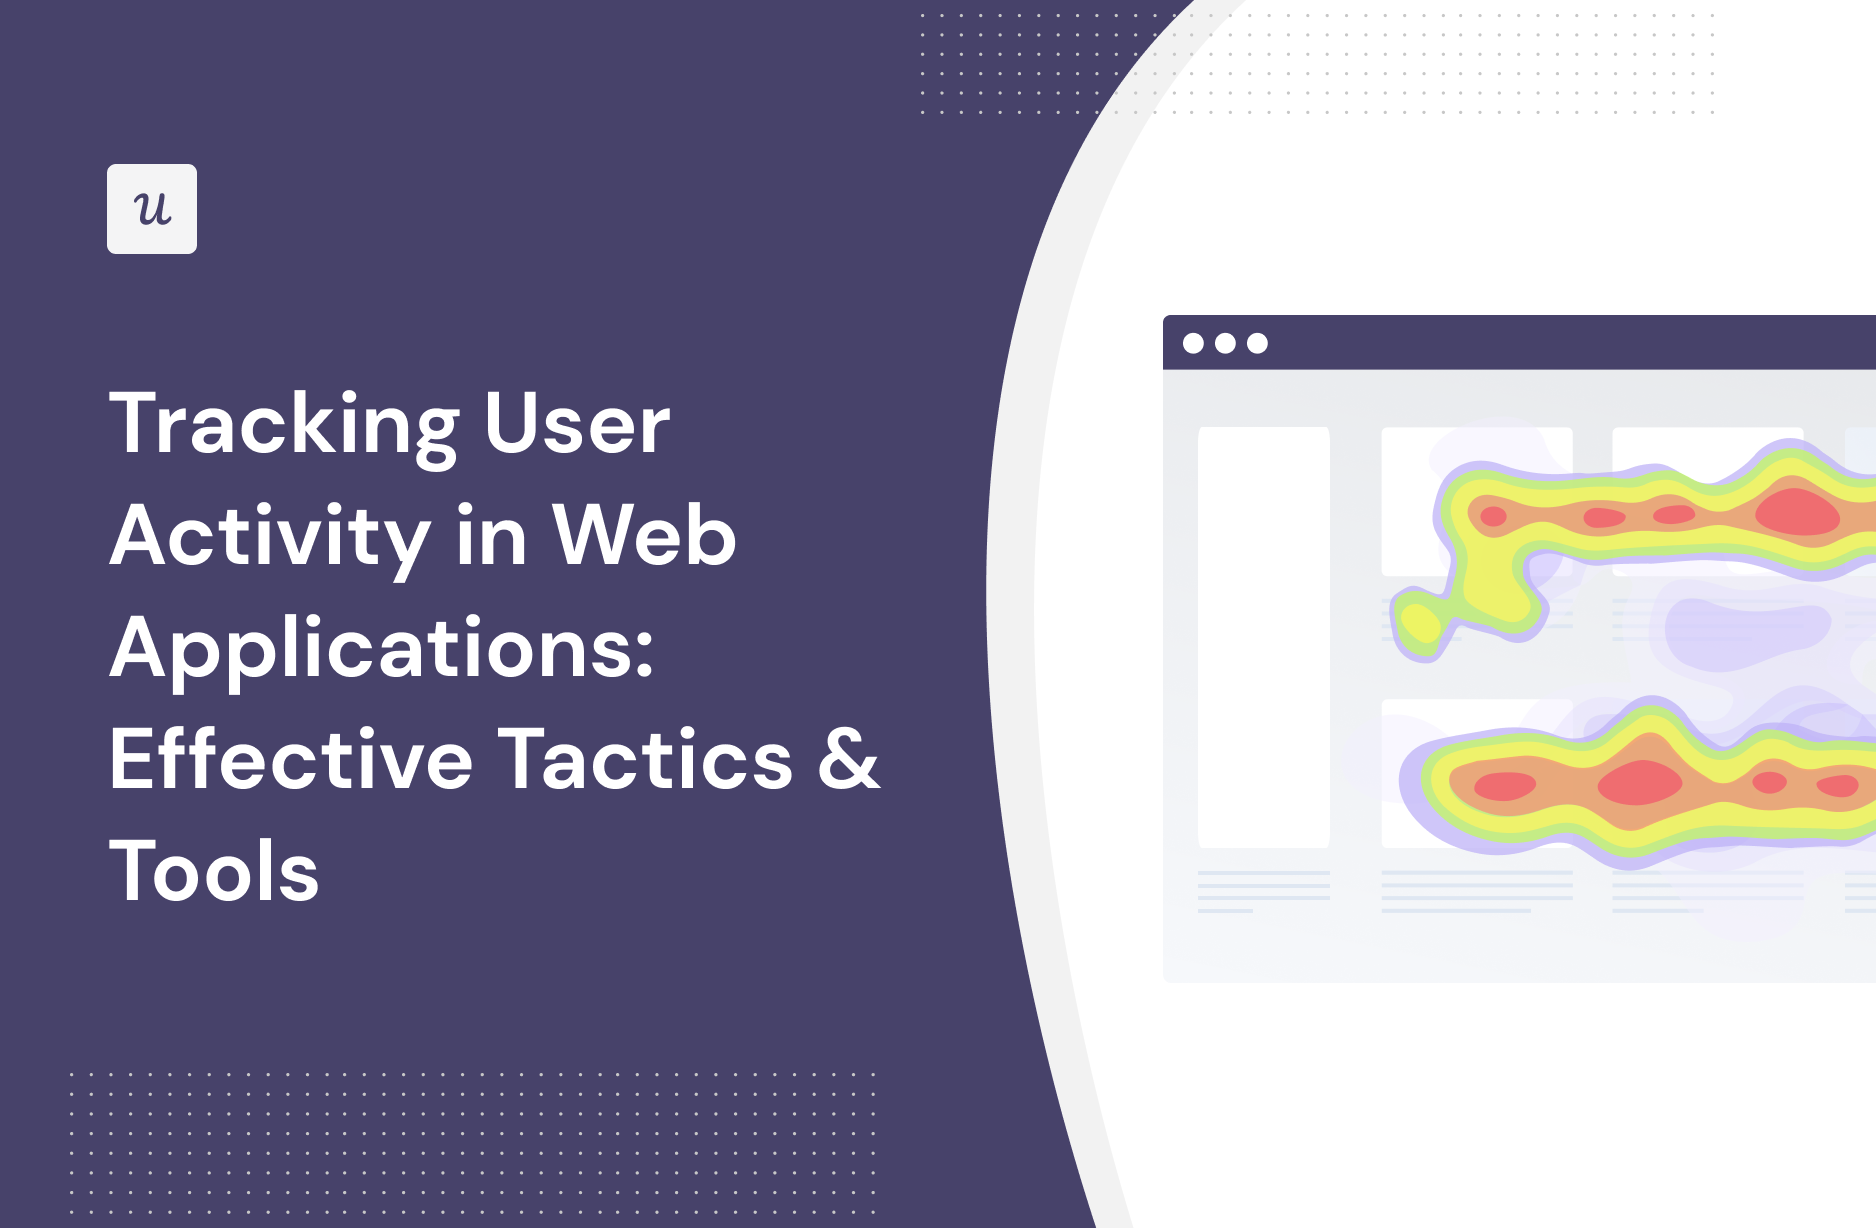 u
Tracking User
Activity in Web
Applications:
Effective Tactics &
Tools